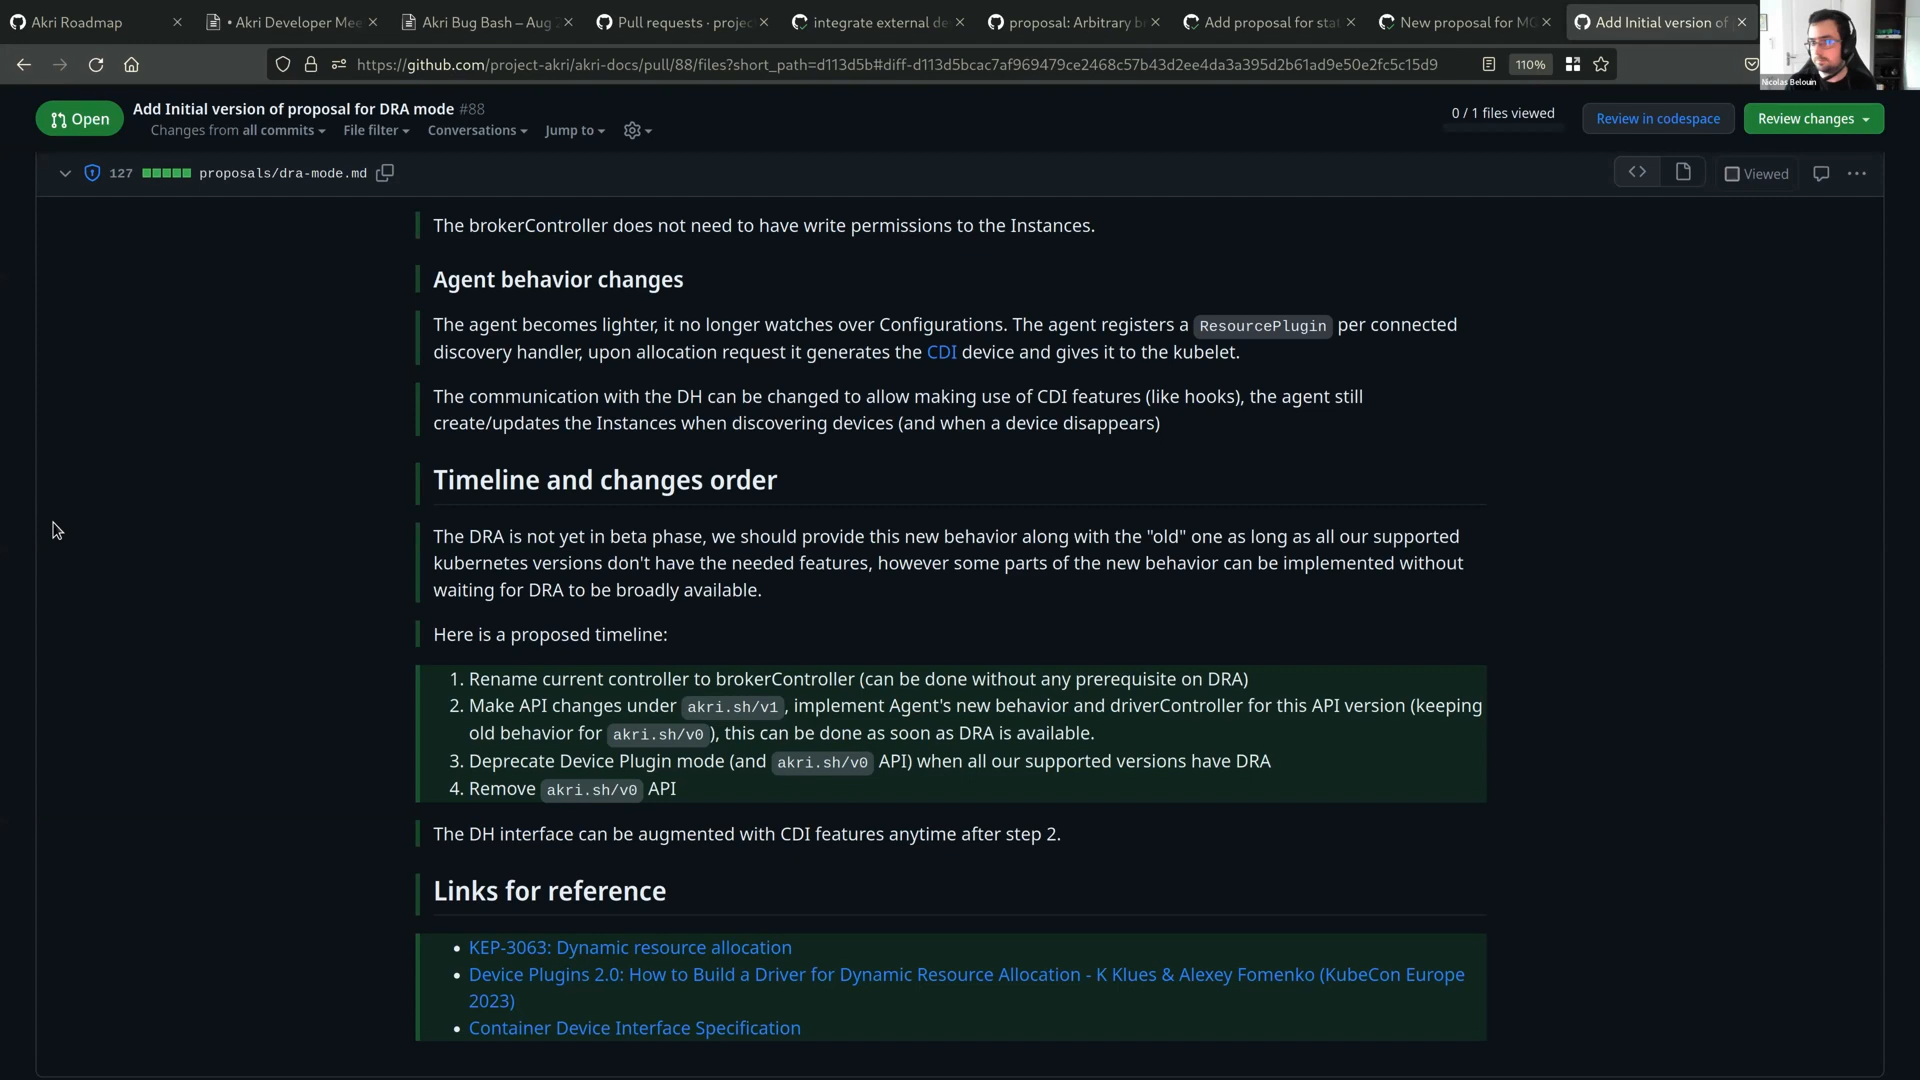 Akri Roadmap
• Akri Developer Mee
Akri Bug Bash – Aug 2
Pull requests · projec
integrate external de
proposal: Arbitrary br
Add proposal for stat
New proposal for MQ
Add Initial version of
https://github.com/project-akri/akri-docs/pull/88/files?short_path=d113d5b#diff-d113d5bcac7af969479ce2468c57b43d2ee4da3a395d2b61ad9e50e2fc5c15d9
110%
Nicolas Belouin
Open
Add Initial version of proposal for DRA mode #88
Changes from all commits
File filter
Conversations
Jump to
0 / 1 files viewed
Review in codespace
Review changes
127
proposals/dra-mode.md
Viewed
The brokerController does not need to have write permissions to the Instances.
Agent behavior changes
The agent becomes lighter, it no longer watches over Configurations. The agent registers a ResourcePlugin per connected
discovery handler, upon allocation request it generates the CDI device and gives it to the kubelet.
The communication with the DH can be changed to allow making use of CDI features (like hooks), the agent still
create/updates the Instances when discovering devices (and when a device disappears)
Timeline and changes order
The DRA is not yet in beta phase, we should provide this new behavior along with the "old" one as long as all our supported
kubernetes versions don't have the needed features, however some parts of the new behavior can be implemented without
waiting for DRA to be broadly available.
Here is a proposed timeline:
1. Rename current controller to brokerController (can be done without any prerequisite on DRA)
2. Make API changes under akri.sh/v1, implement Agent's new behavior and driverController for this API version (keeping
old behavior for akri.sh/v0), this can be done as soon as DRA is available.
3. Deprecate Device Plugin mode (and akri.sh/v0 API) when all our supported versions have DRA
4. Remove akri.sh/v0 API
The DH interface can be augmented with CDI features anytime after step 2.
Links for reference
• KEP-3063: Dynamic resource allocation
• Device Plugins 2.0: How to Build a Driver for Dynamic Resource Allocation - K Klues & Alexey Fomenko (KubeCon Europe
2023)
• Container Device Interface Specification